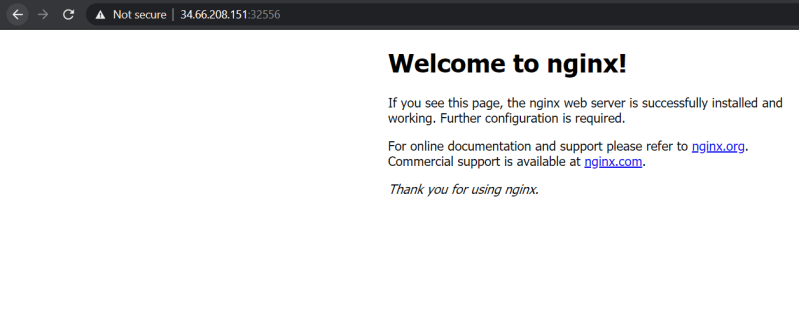 Not secure | 34.66.208.151:32556
Welcome to nginx!
If you see this page, the nginx web server is successfully installed and
working. Further configuration is required.
For online documentation and support please refer to nginx.org.
Commercial support is available at nginx.com.
Thank you for using nginx.